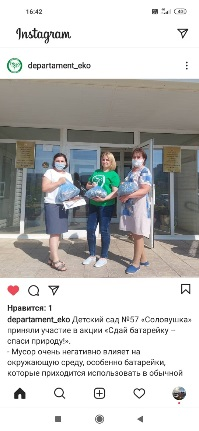 16:42
Instagram
departament_eko
Нравится: 1
departament_eko Детский сад №57 «Соловушка»
приняли участие в акции «Сдай батарейку –
спаси природу!».
- Мусор очень негативно влияет на
окружающую среду, особенно батарейки,
которые приходится использовать в обычной